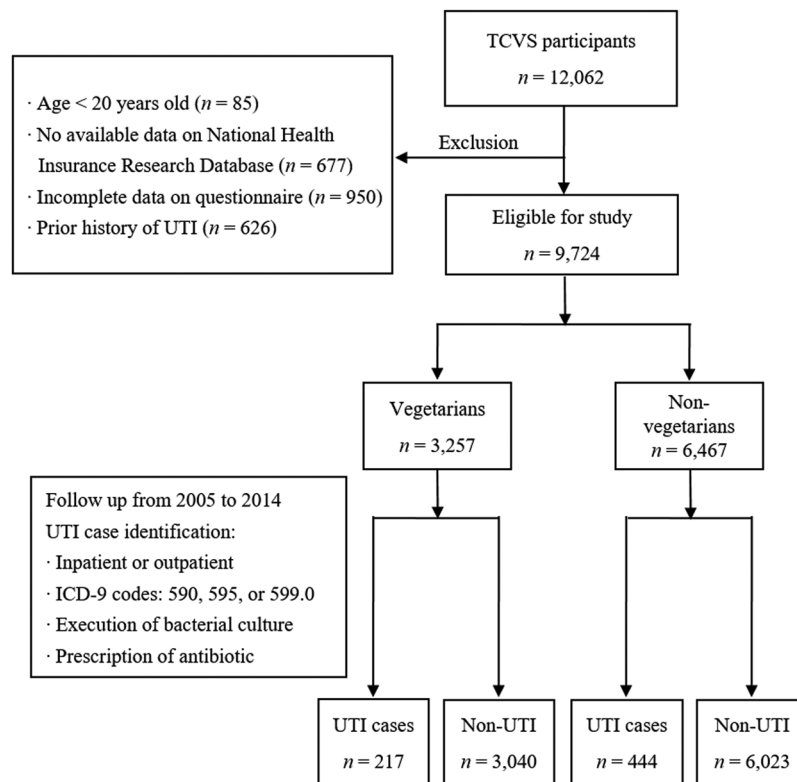 TCVS participants
n = 12,062
· Age < 20 years old (n = 85)
· No available data on National Health
Insurance Research Database (n = 677)
· Incomplete data on questionnaire (n = 950)
· Prior history of UTI (n = 626)
Exclusion
Eligible for study
n = 9,724
Vegetarians
n = 3,257
Non-
vegetarians
n = 6,467
Follow up from 2005 to 2014
UTI case identification:
· Inpatient or outpatient
· ICD-9 codes: 590, 595, or 599.0
· Execution of bacterial culture
· Prescription of antibiotic
UTI cases
n = 217
Non-UTI
n = 3,040
UTI cases
n = 444
Non-UTI
n = 6,023